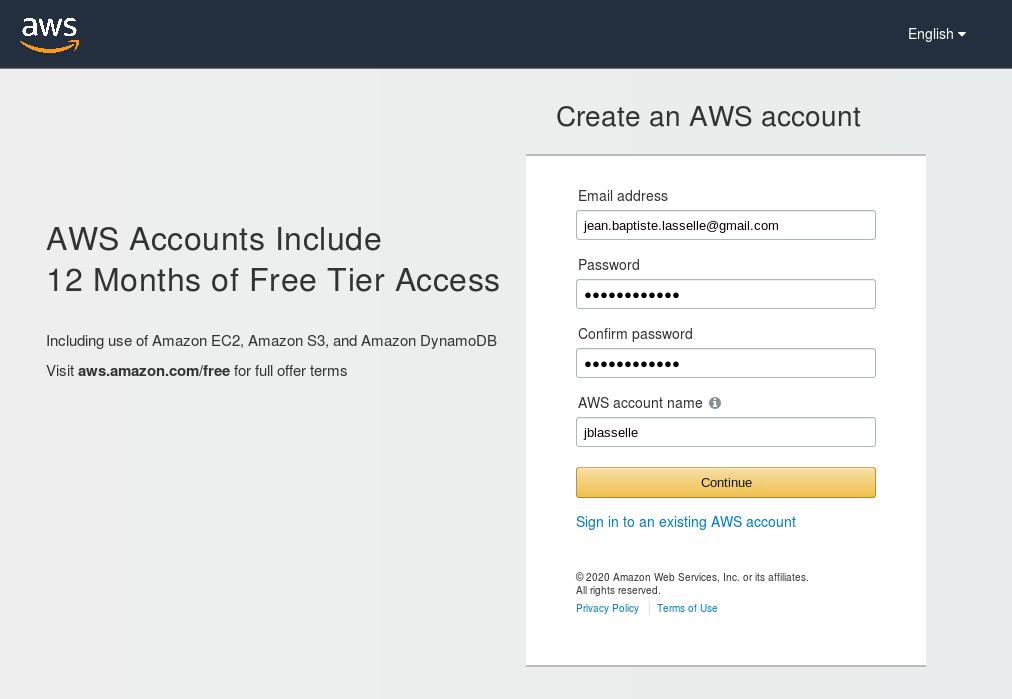 aws
English
Create an AWS account
AWS Accounts Include
12 Months of Free Tier Access
Including use of Amazon EC2, Amazon S3, and Amazon DynamoDB
Visit aws.amazon.com/free for full offer terms
Email address
jean.baptiste.lasselle@gmail.com
Password
●●●●●●●●●●●●
Confirm password
●●●●●●●●●●●●
AWS account name
jblasselle
Continue
Sign in to an existing AWS account
© 2020 Amazon Web Services, Inc. or its affiliates.
All rights reserved.
Privacy Policy | Terms of Use